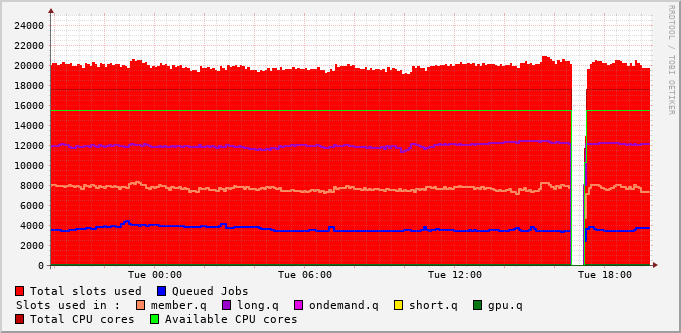 RRDTOOL / TOBI OETIKER
24000
22000
20000
18000
16000
14000
12000
10000
8000
6000
4000
2000
0
Tue 00:00 Tue 06:00 Tue 12:00 Tue 18:00
Total slots used Queued Jobs
Slots used in : member.q long.q ondemand.q short.q gpu.q
Total CPU cores Available CPU cores